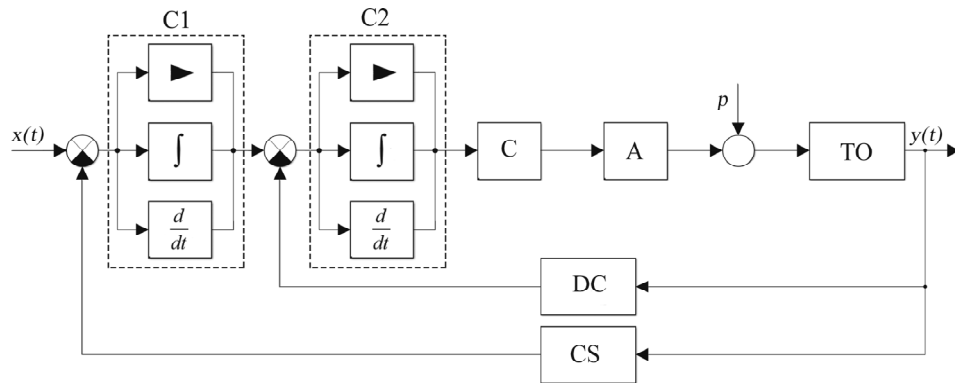 C1
C2
x(t)
∫
d
dt
∫
d
dt
C
A
p
TO
y(t)
DC
CS